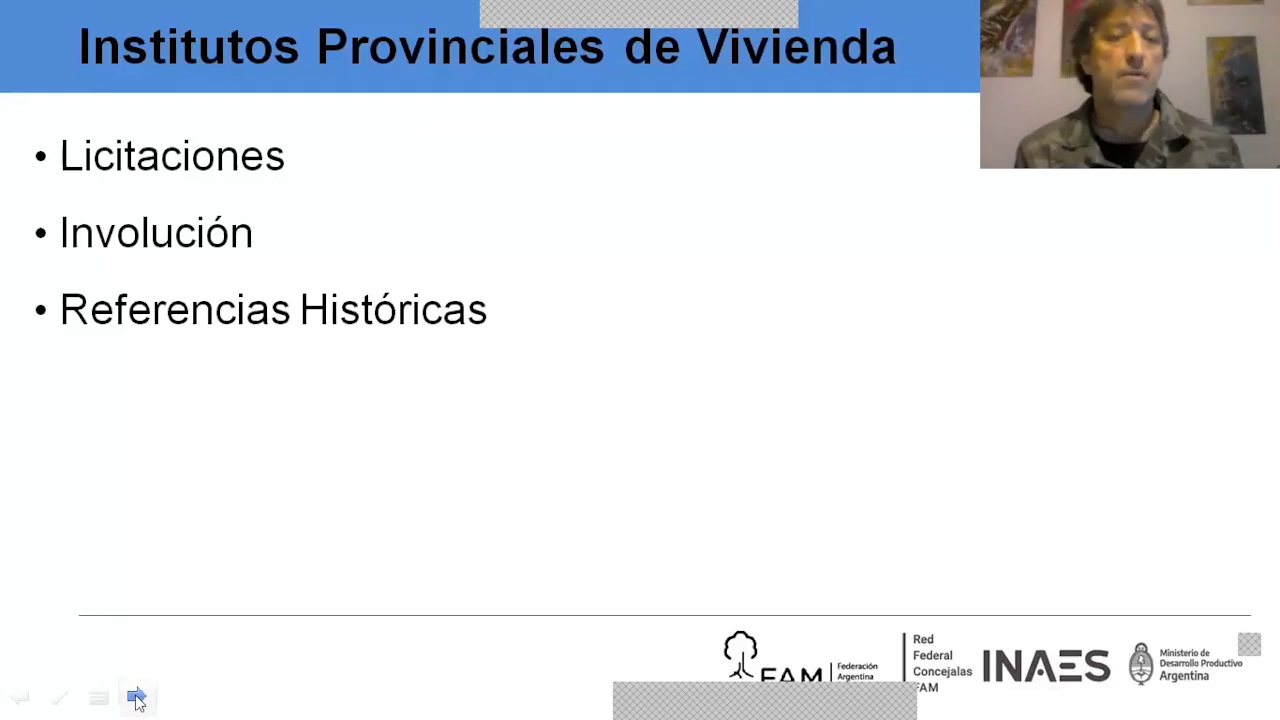 Institutos Provinciales de Vivienda
• Licitaciones
• Involución
• Referencias Históricas
FAM
Federación
Argentina
Red
Federal
Concejalas
FAM
INAES
Ministerio de
Desarrollo Productivo
Argentina